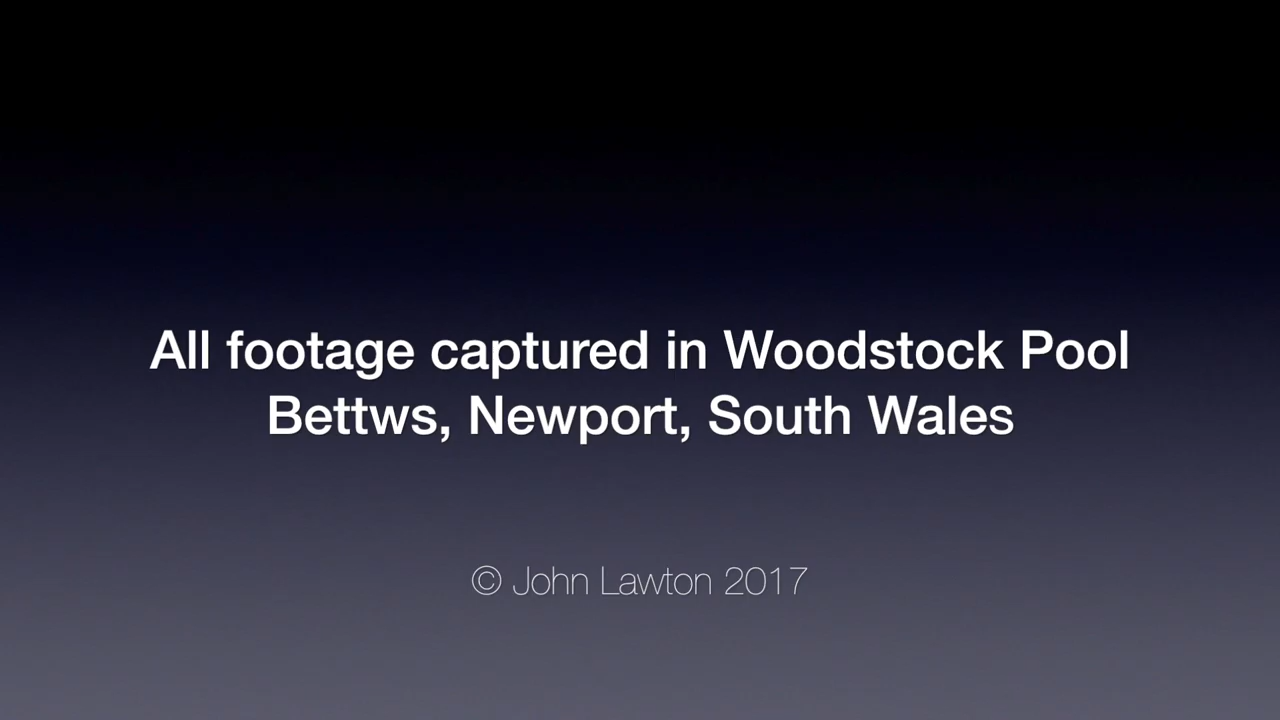 All footage captured in Woodstock Pool
Bettws, Newport, South Wales
© John Lawton 2017